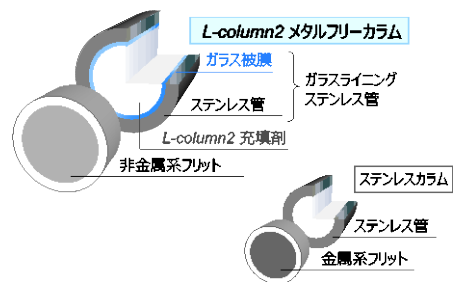 L-column2 メタルフリーカラム
ガラス被膜
ガラスライニング
ステンレス管
ステンレス管
L-column2 充填剤
非金属系フリット
ステンレスカラム
ステンレス管
金属系フリット